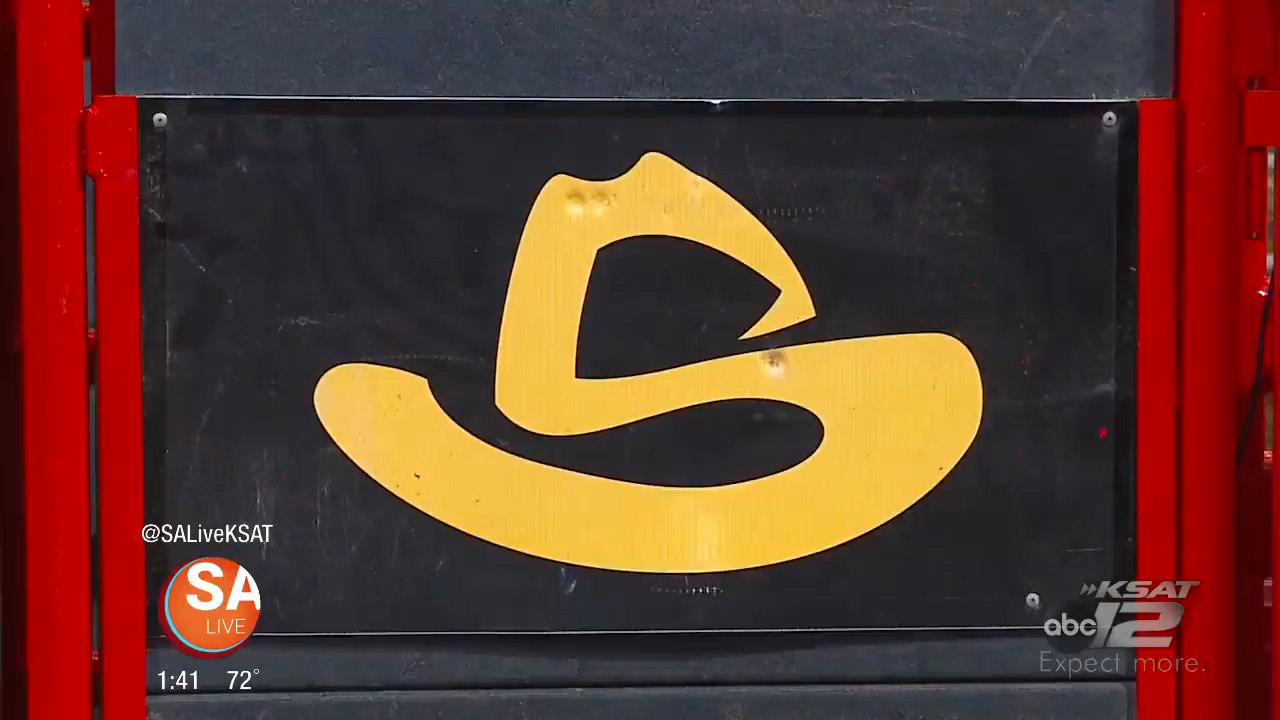 @SALiveKSAT
SA
LIVE
1:41 72°
KSAT
abc 12
Expect more.